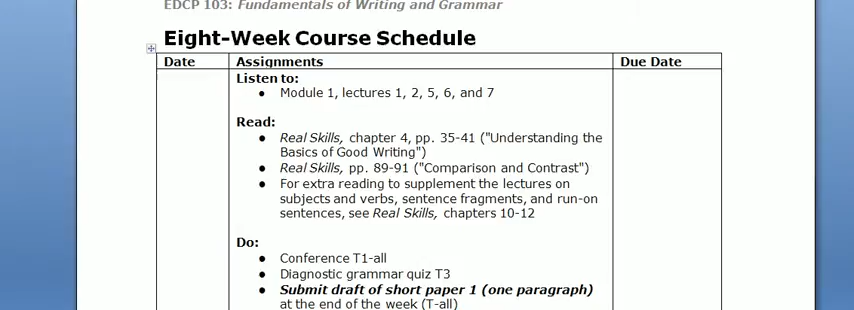 EDCP 103: Fundamentals of Writing and Grammar
Eight-Week Course Schedule
Date Assignments Due Date
Listen to:
● Module 1, lectures 1, 2, 5, 6, and 7
Read:
● Real Skills, chapter 4, pp. 35-41 ("Understanding the
Basics of Good Writing")
● Real Skills, pp. 89-91 ("Comparison and Contrast")
● For extra reading to supplement the lectures on
subjects and verbs, sentence fragments, and run-on
sentences, see Real Skills, chapters 10-12
Do:
● Conference T1-all
● Diagnostic grammar quiz T3
● Submit draft of short paper 1 (one paragraph)
at the end of the week (T-all)